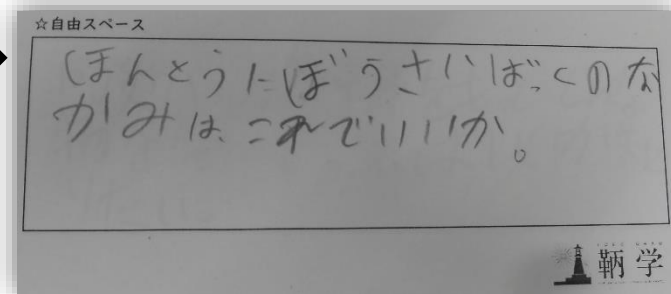 ☆自由スペース
ほんとうにぼうさいばっくのな
かみは、これでいいか。
鞆学